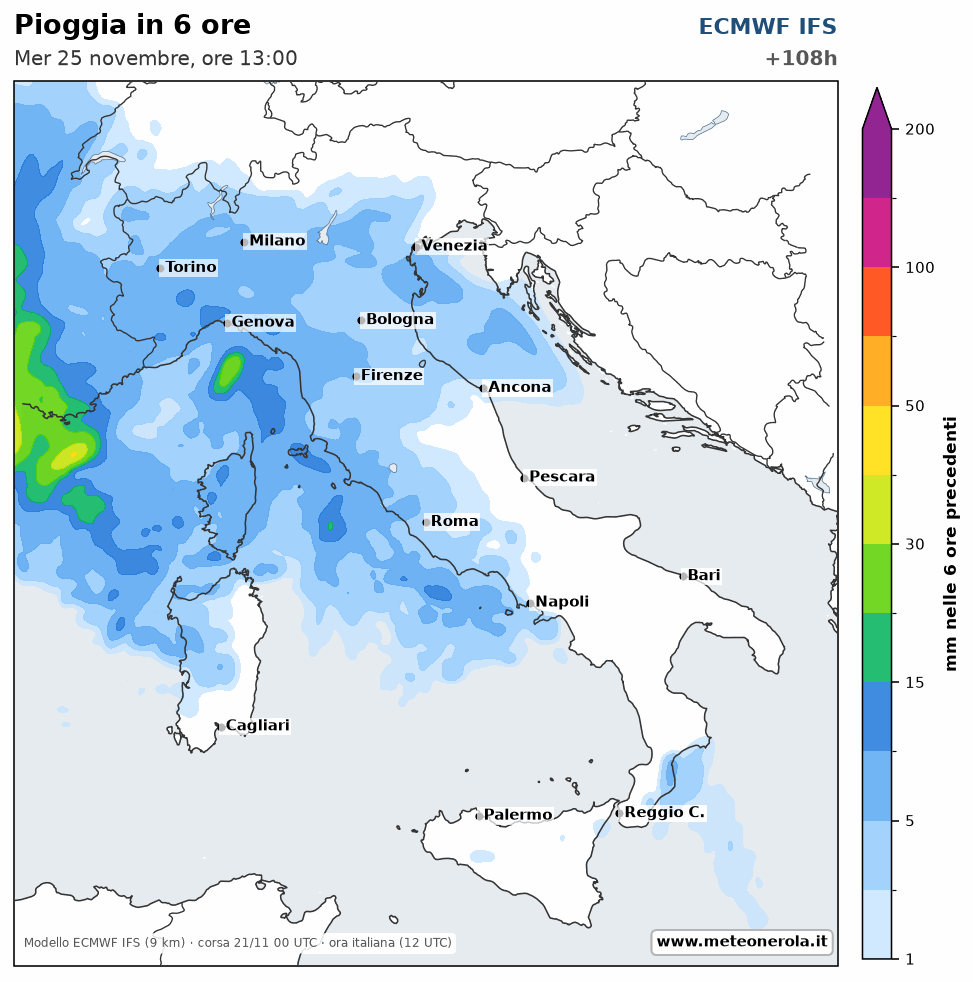 Pioggia in 6 ore
ECMWF IFS
Mer 25 novembre, ore 13:00
+108h
Milano
Venezia
Torino
Genova
Bologna
Firenze
Ancona
Pescara
Roma
Bari
Napoli
Cagliari
Palermo
Reggio C.
200
100
50
30
15
5
1
mm nelle 6 ore precedenti
Modello ECMWF IFS (9 km) · corsa 21/11 00 UTC · ora italiana (12 UTC)
www.meteonerola.it